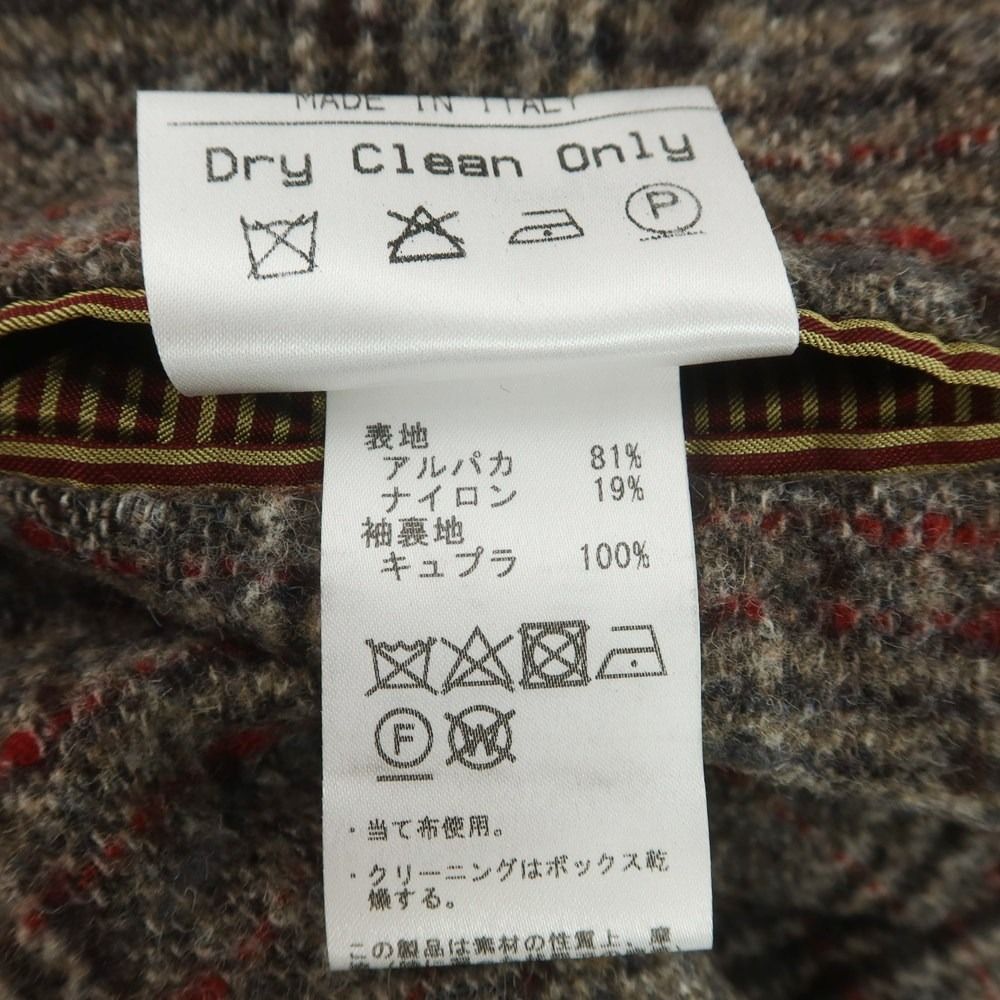 MADE IN ITALY
Dry Clean Only
P
表地
アルパカ 81%
ナイロン 19%
袖裏地
キュプラ 100%
F W
・当て布使用。
・クリーニングはボックス乾
燥する。
この製品は素材の性質上、摩